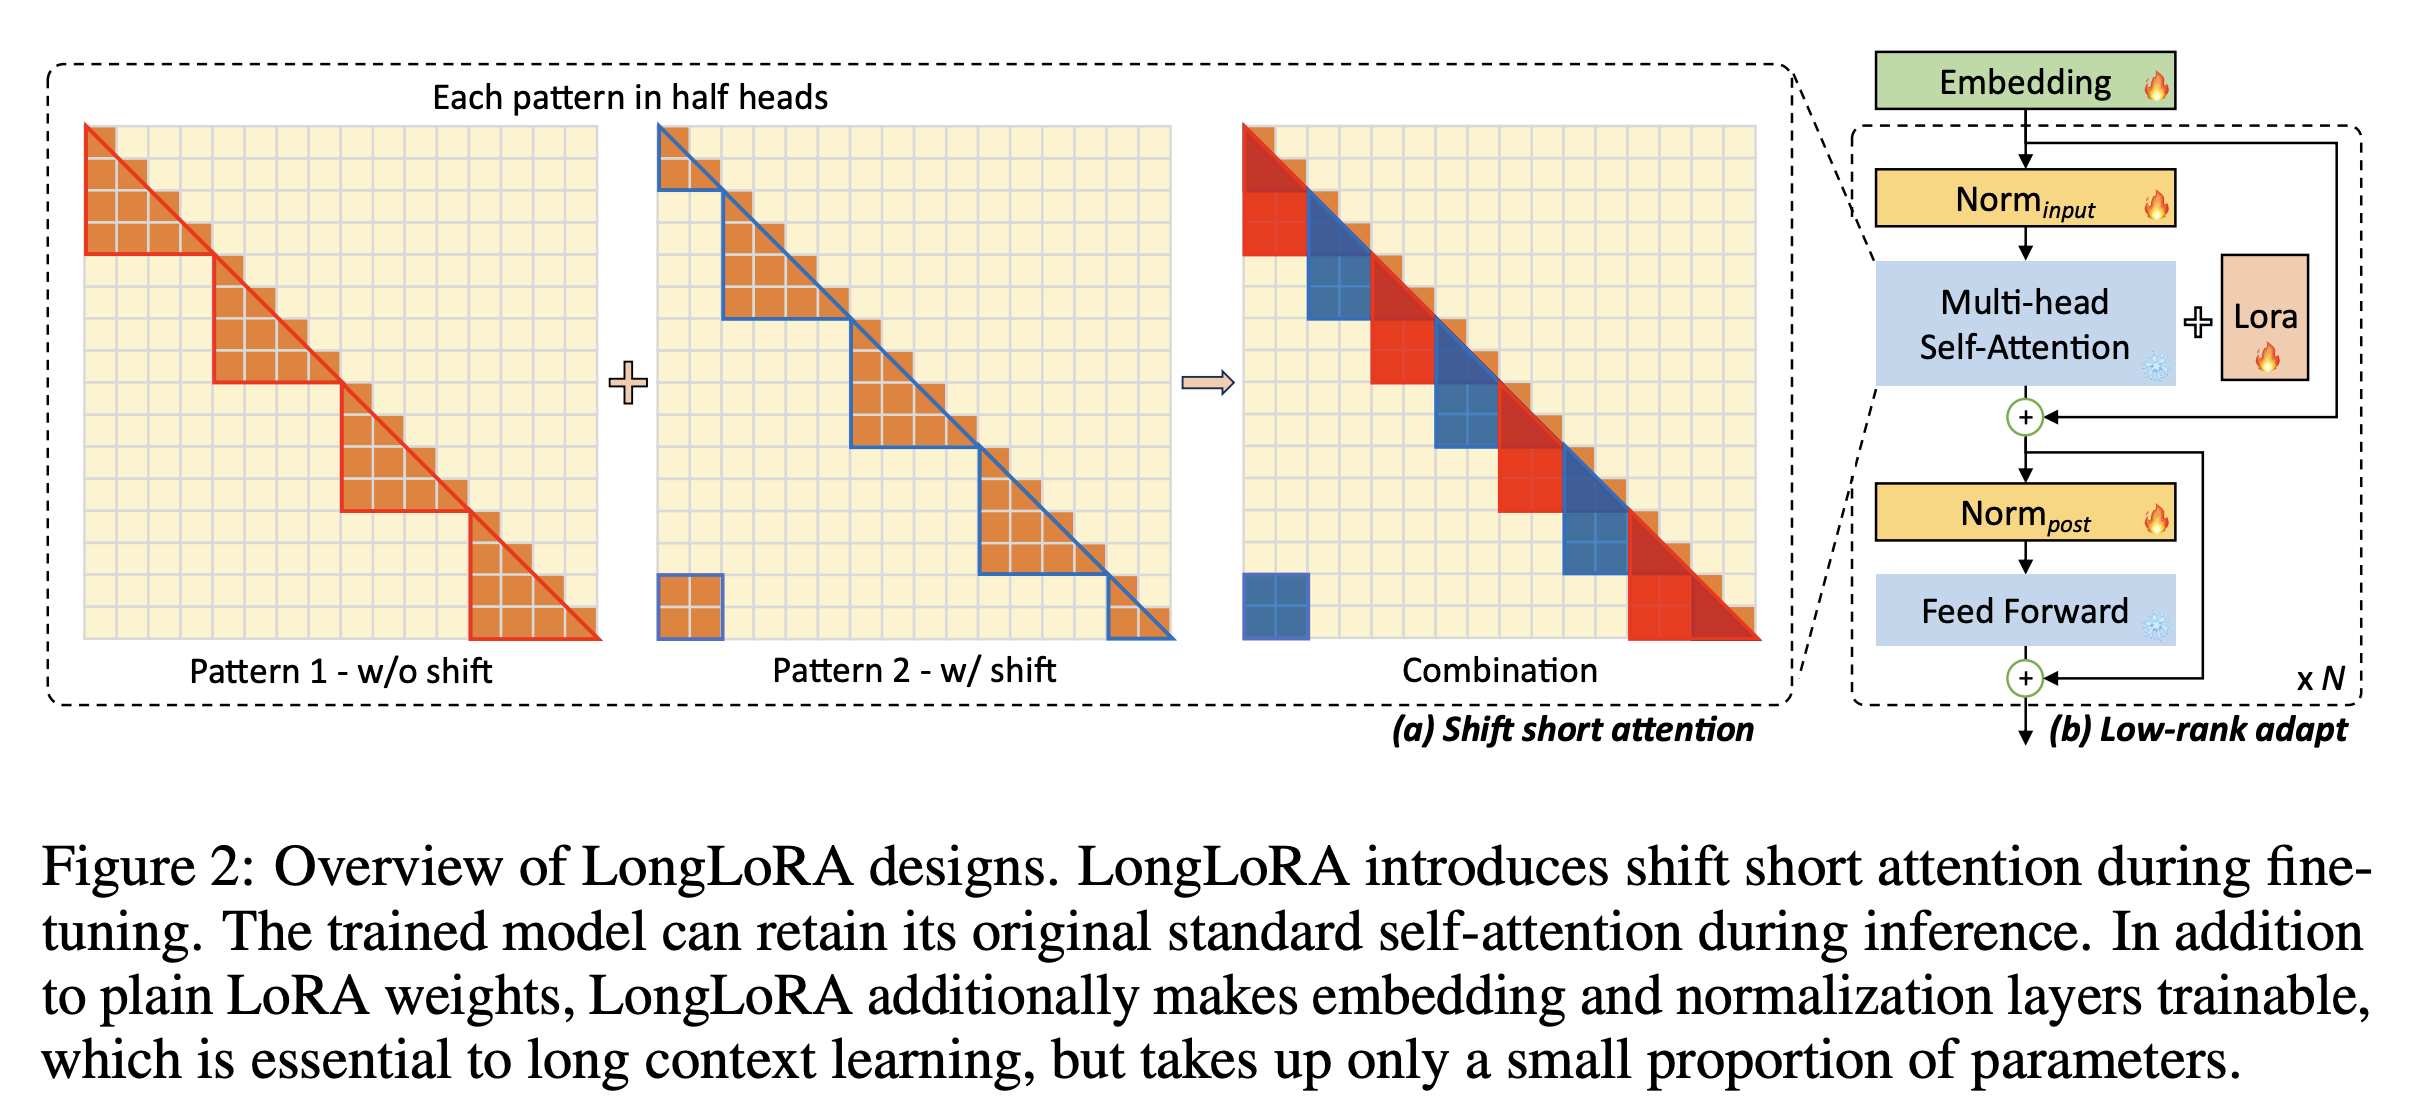 Each pattern in half heads
Pattern 1 - w/o shift
Pattern 2 - w/ shift
Combination
(a) Shift short attention
Embedding
Norm input
Multi-head
Self-Attention
Lora
+
Norm post
Feed Forward
+
x N
(b) Low-rank adapt
Figure 2: Overview of LongLoRA designs. LongLoRA introduces shift short attention during fine-
tuning. The trained model can retain its original standard self-attention during inference. In addition
to plain LoRA weights, LongLoRA additionally makes embedding and normalization layers trainable,
which is essential to long context learning, but takes up only a small proportion of parameters.